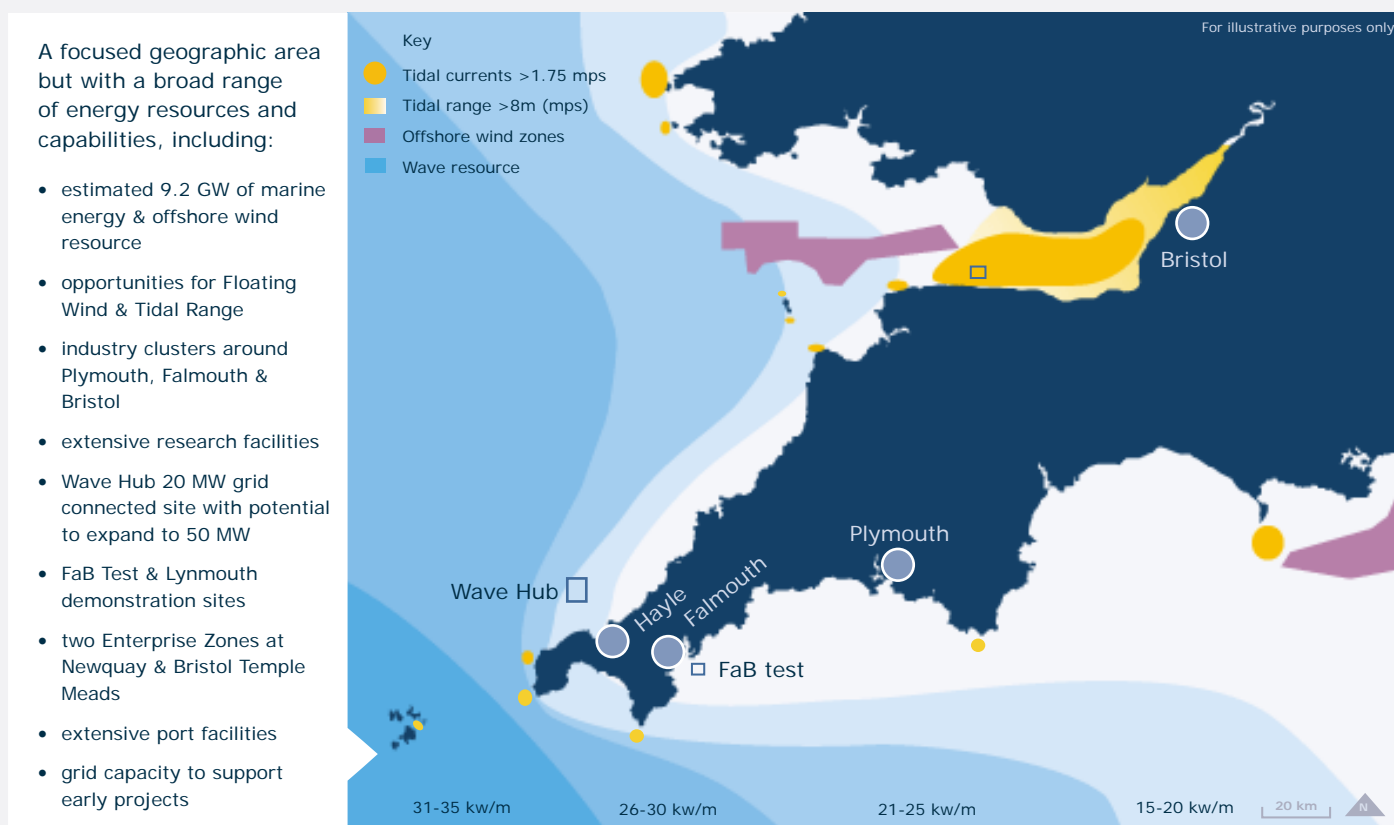 A focused geographic area
but with a broad range
of energy resources and
capabilities, including:
• estimated 9.2 GW of marine
energy & offshore wind
resource
• opportunities for Floating
Wind & Tidal Range
• industry clusters around
Plymouth, Falmouth &
Bristol
• extensive research facilities
• Wave Hub 20 MW grid
connected site with potential
to expand to 50 MW
• FaB Test & Lynmouth
demonstration sites
• two Enterprise Zones at
Newquay & Bristol Temple
Meads
• extensive port facilities
• grid capacity to support
early projects
For illustrative purposes only
Key
Tidal currents >1.75 mps
Tidal range >8m (mps)
Offshore wind zones
Wave resource
Bristol
Plymouth
Wave Hub
Hayle
Falmouth
FaB test
31-35 kw/m
26-30 kw/m
21-25 kw/m
15-20 kw/m
20 km
N